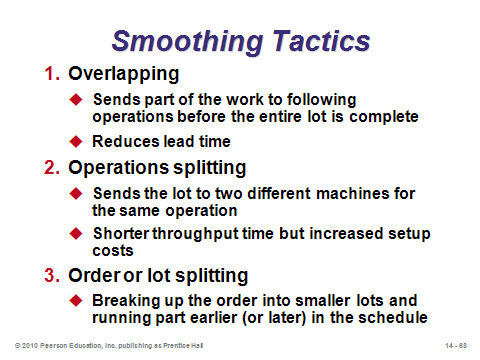 Smoothing Tactics
1. Overlapping
◆ Sends part of the work to following
operations before the entire lot is complete
◆ Reduces lead time
2. Operations splitting
◆ Sends the lot to two different machines for
the same operation
◆ Shorter throughput time but increased setup
costs
3. Order or lot splitting
◆ Breaking up the order into smaller lots and
running part earlier (or later) in the schedule
© 2010 Pearson Education, Inc. publishing as Prentice Hall
14 - 68